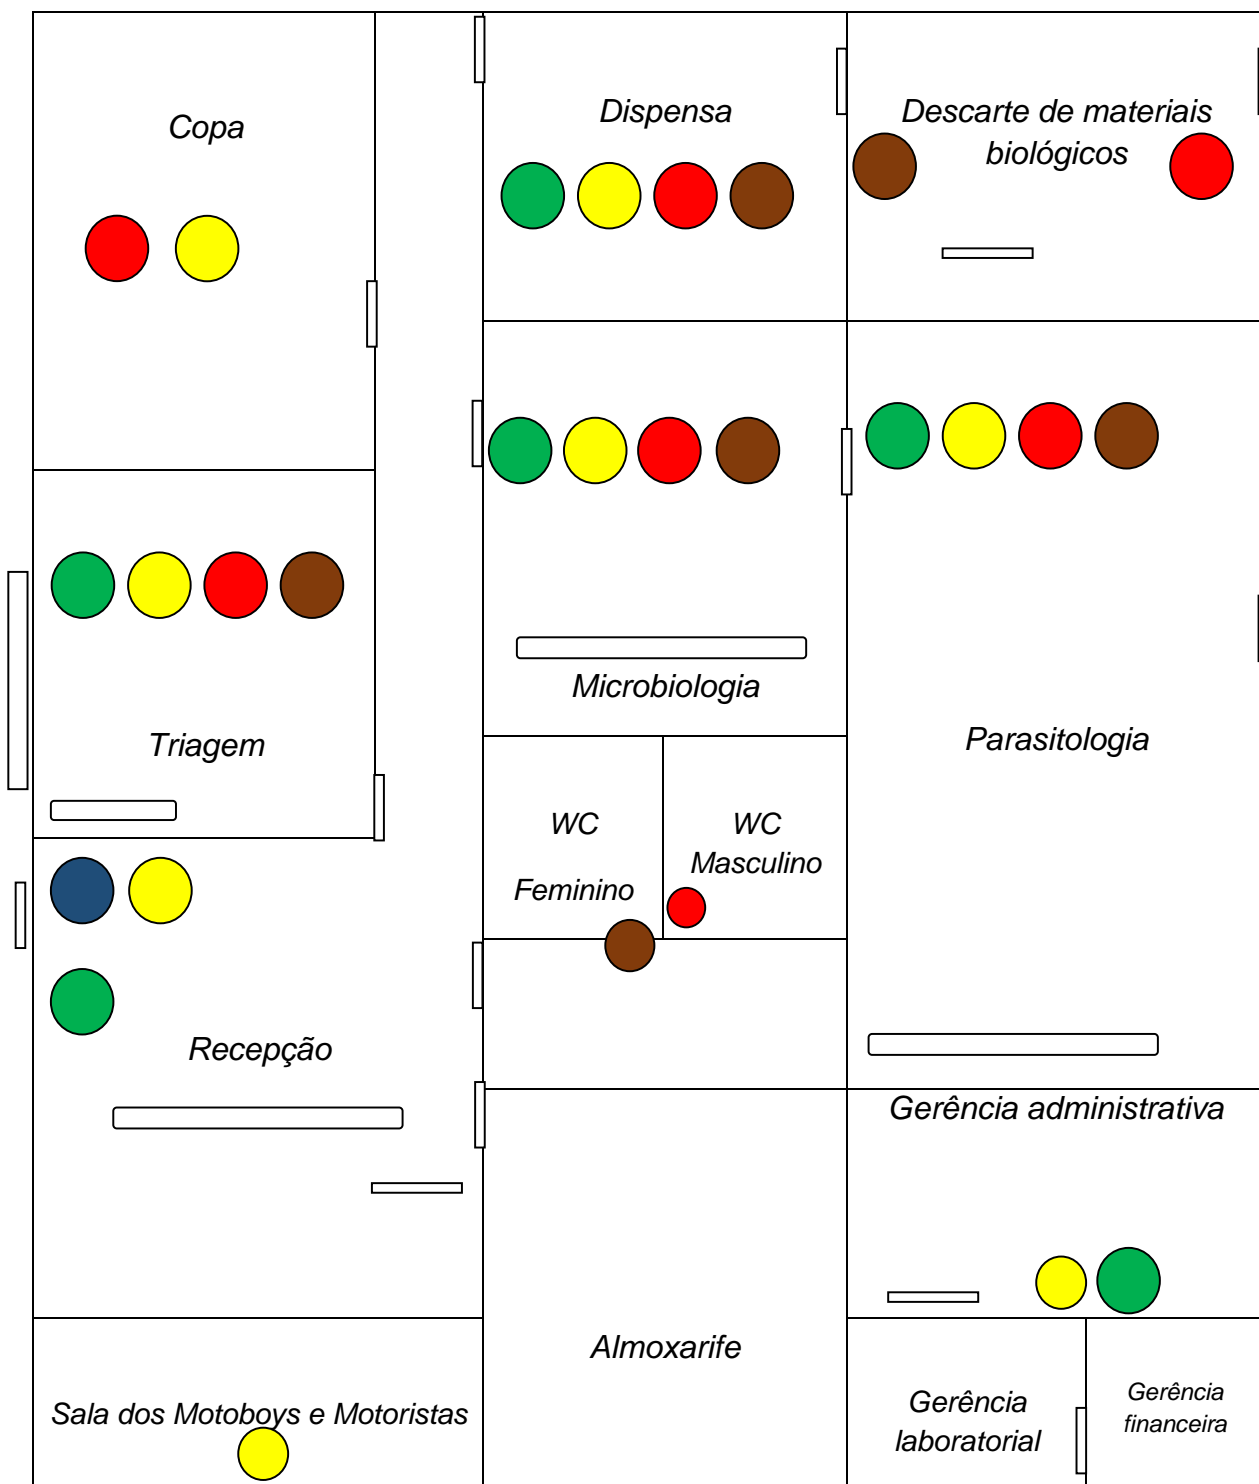 Copa
Dispensa
Descarte de materiais
biológicos
Triagem
Microbiologia
Parasitologia
WC
Feminino
WC
Masculino
Recepção
Gerência administrativa
Sala dos Motoboys e Motoristas
Almoxarife
Gerência
laboratorial
Gerência
financeira